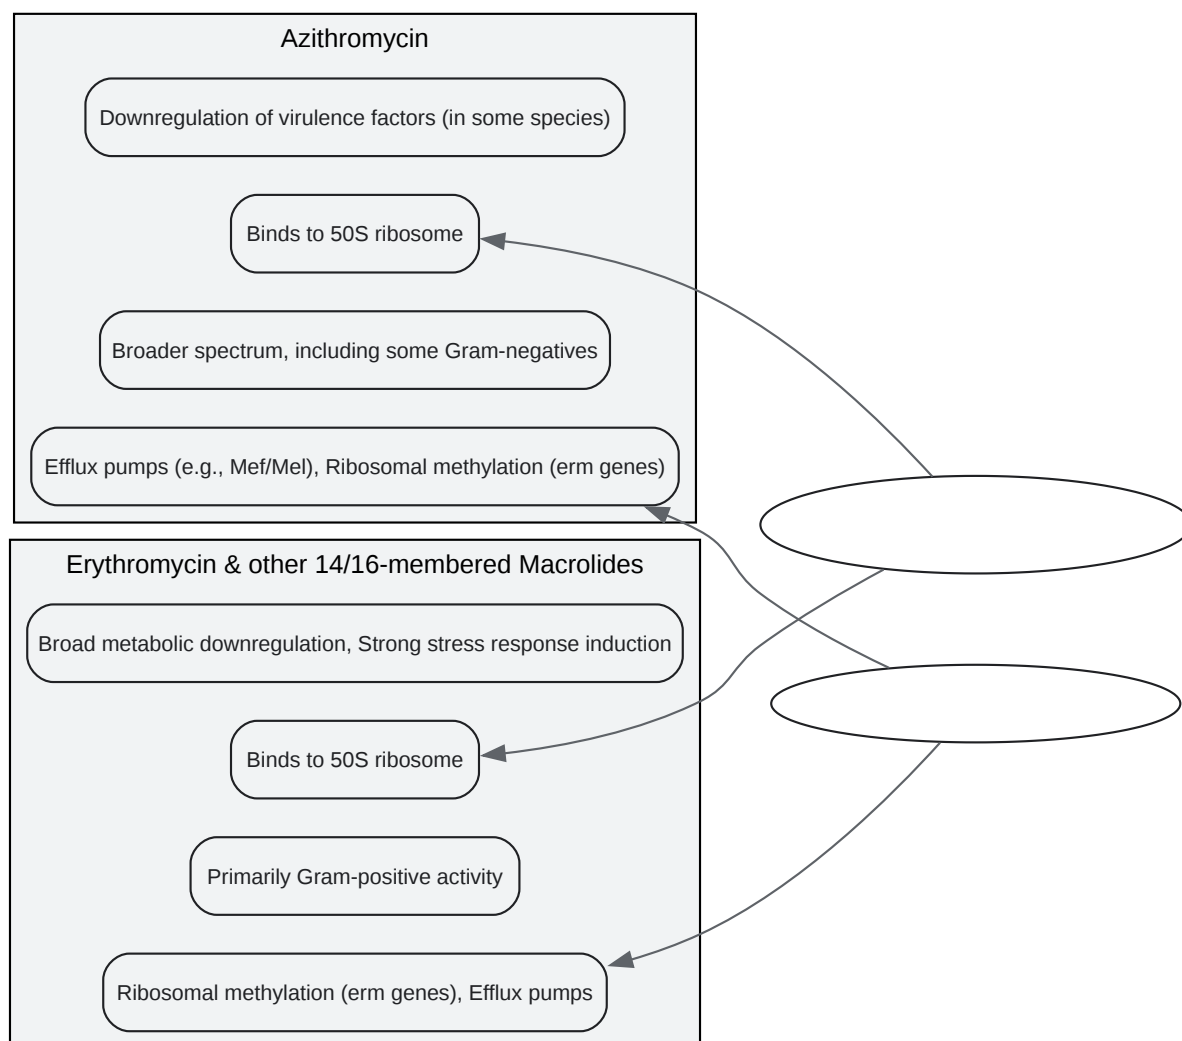 Azithromycin
Downregulation of virulence factors (in some species)
Binds to 50S ribosome
Broader spectrum, including some Gram-negatives
Efflux pumps (e.g., Mef/Mel), Ribosomal methylation (erm genes)
Erythromycin & other 14/16-membered Macrolides
Broad metabolic downregulation, Strong stress response induction
Binds to 50S ribosome
Primarily Gram-positive activity
Ribosomal methylation (erm genes), Efflux pumps